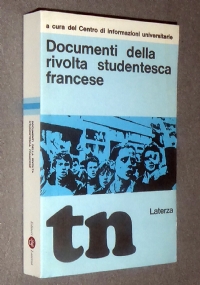 a cura del Centro di informazioni universitarie
Documenti della
rivolta studentesca
francese
Laterza
tn